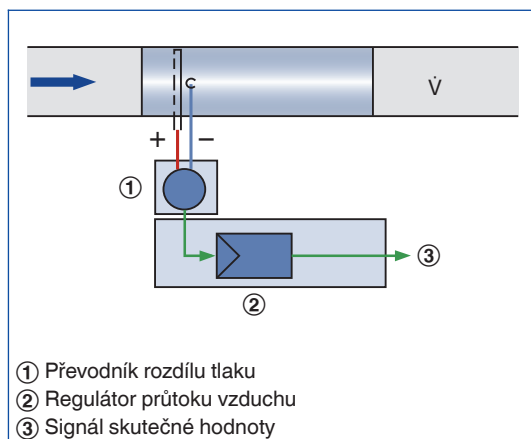 V̇
+ −
①
③
②
① Převodník rozdílu tlaku
② Regulátor průtoku vzduchu
③ Signál skutečné hodnoty